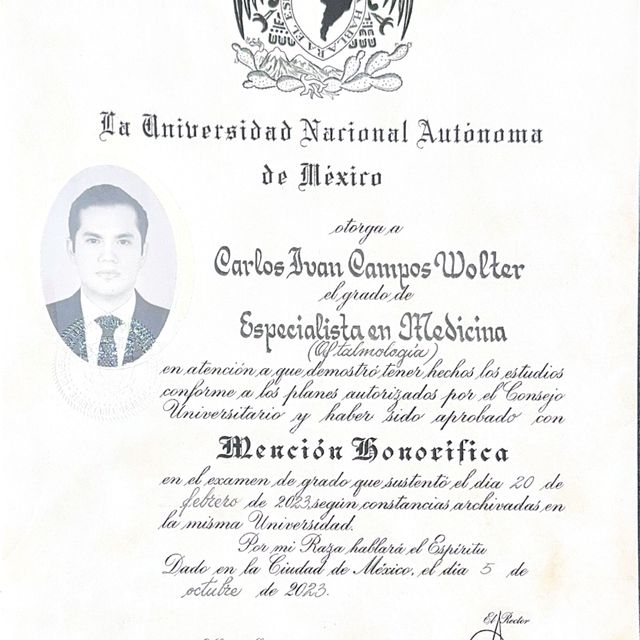 HABLARA EL ES
La Universidad Nacional Autónoma
de México
otorga a
Carlos Ivan Campos Wolter
el grado de
Especialista en Medicina
(Oftalmología)
en atención a que demostró tener hechos los estudios
conforme a los planes autorizados por el Consejo
Universitario y haber sido aprobado con
Mención Honorífica
en el examen de grado que sustentó el día 20 de
febrero de 2023, según constancias archivadas en
la misma Universidad.
Por mi Raza hablará el Espíritu
Dado en la Ciudad de México, el día 5 de
octubre de 2023.
El Rector